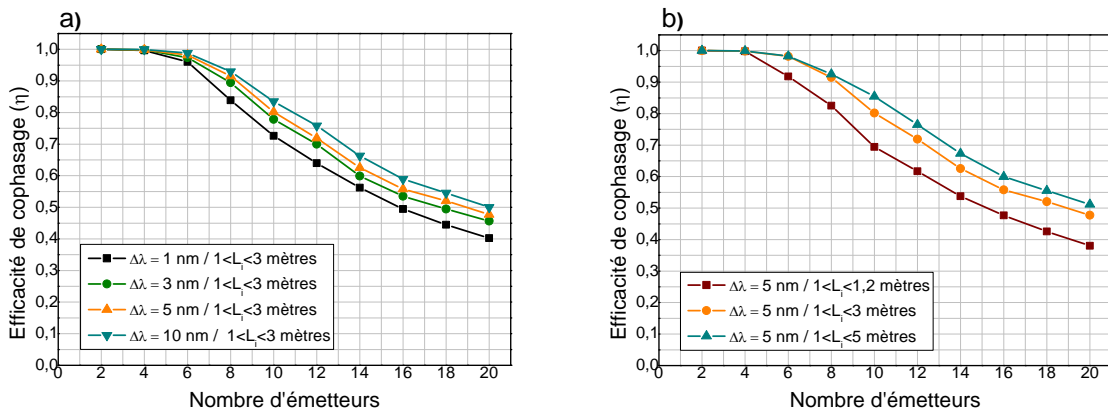 a)
1,0
0,9
0,8
0,7
0,6
0,5
0,4
0,3
0,2
0,1
0,0
Efficacité de cophasage (η)
Δλ = 1 nm / 1<Li<3 mètres
Δλ = 3 nm / 1<Li<3 mètres
Δλ = 5 nm / 1<Li<3 mètres
Δλ = 10 nm / 1<Li<3 mètres
0 2 4 6 8 10 12 14 16 18 20
Nombre d'émetteurs
b)
1,0
0,9
0,8
0,7
0,6
0,5
0,4
0,3
0,2
0,1
0,0
Efficacité de cophasage (η)
Δλ = 5 nm / 1<Li<1,2 mètres
Δλ = 5 nm / 1<Li<3 mètres
Δλ = 5 nm / 1<Li<5 mètres
0 2 4 6 8 10 12 14 16 18 20
Nombre d'émetteurs